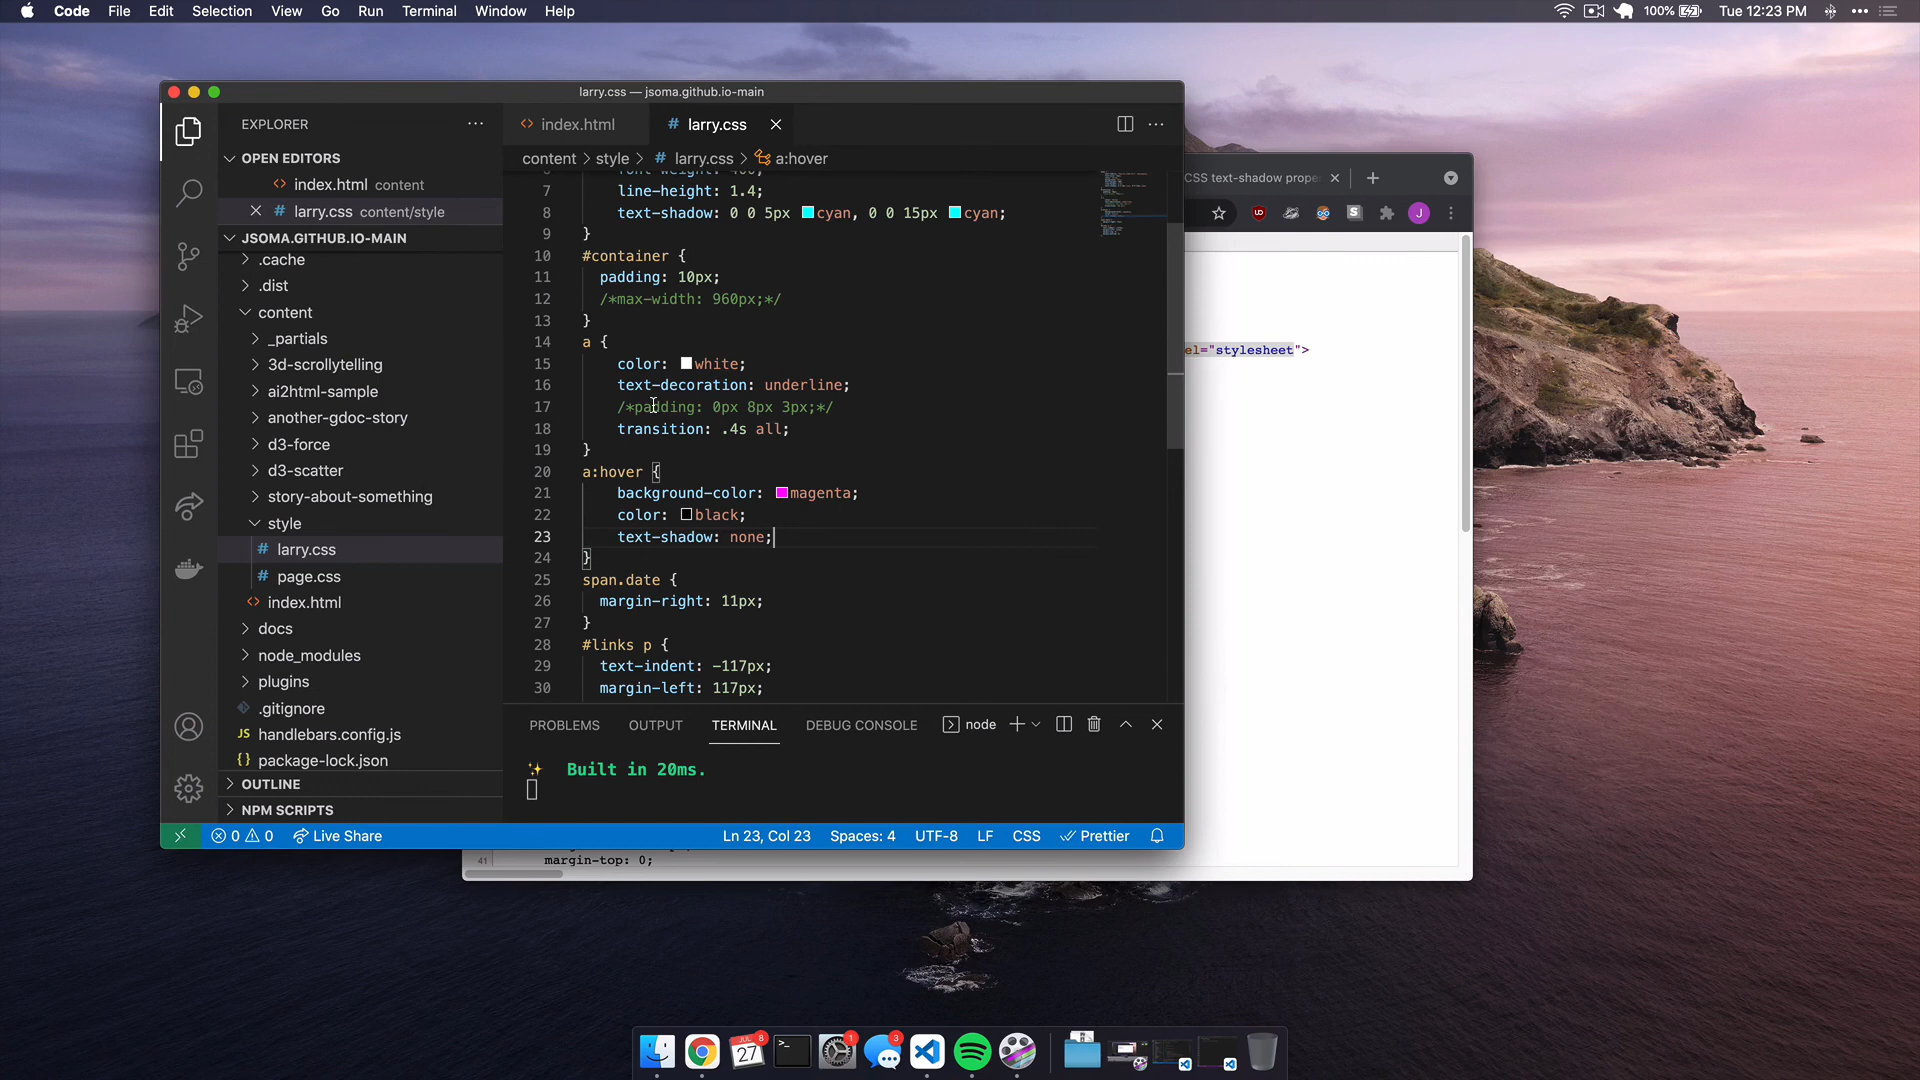 Code File Edit Selection View Go Run Terminal Window Help
100% Tue 12:23 PM
larry.css — jsoma.github.io-main
EXPLORER
OPEN EDITORS
index.html content
larry.css content/style
JSOMA.GITHUB.IO-MAIN
.cache
.dist
content
_partials
3d-scrollytelling
ai2html-sample
another-gdoc-story
d3-force
d3-scatter
story-about-something
style
larry.css
page.css
index.html
docs
node_modules
plugins
.gitignore
JS handlebars.config.js
{} package-lock.json
OUTLINE
NPM SCRIPTS
<> index.html
# larry.css
content > style > # larry.css > a:hover
7 line-height: 1.4;
8 text-shadow: 0 0 5px cyan, 0 0 15px cyan;
9 }
10 #container {
11 padding: 10px;
12 /*max-width: 960px;*/
13 }
14 a {
15 color: white;
16 text-decoration: underline;
17 /*padding: 0px 8px 3px;*/
18 transition: .4s all;
19 }
20 a:hover {
21 background-color: magenta;
22 color: black;
23 text-shadow: none;
24 }
25 span.date {
26 margin-right: 11px;
27 }
28 #links p {
29 text-indent: -117px;
30 margin-left: 117px;
PROBLEMS OUTPUT TERMINAL DEBUG CONSOLE node
Built in 20ms.
0 0 Live Share
Ln 23, Col 23 Spaces: 4 UTF-8 LF CSS Prettier
CSS text-shadow prope
J
el="stylesheet">
41 margin-top: 0;
JUL
27
8
1
3